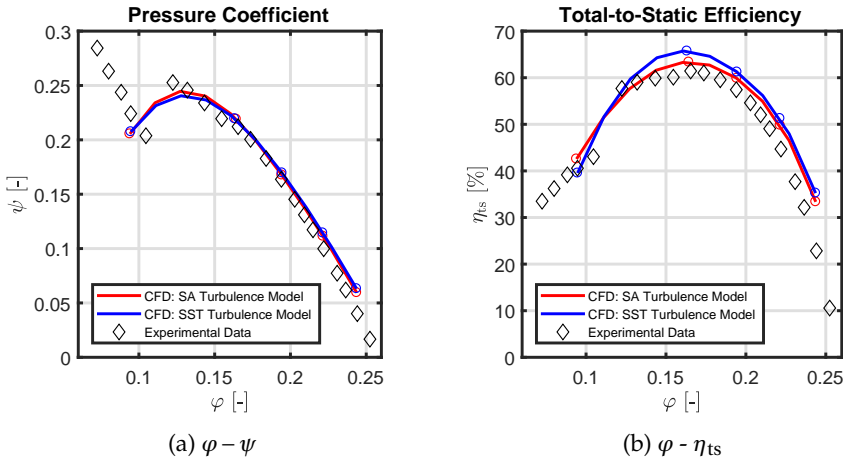 Pressure Coefficient
0.3
0.25
0.2
0.15
0.1
0.05
0
ψ [-]
CFD: SA Turbulence Model
CFD: SST Turbulence Model
Experimental Data
0.1 0.15 0.2 0.25
φ [-]
(a) φ – ψ
Total-to-Static Efficiency
70
60
50
40
30
20
10
0
ηts [%]
CFD: SA Turbulence Model
CFD: SST Turbulence Model
Experimental Data
0.1 0.15 0.2 0.25
φ [-]
(b) φ - ηts